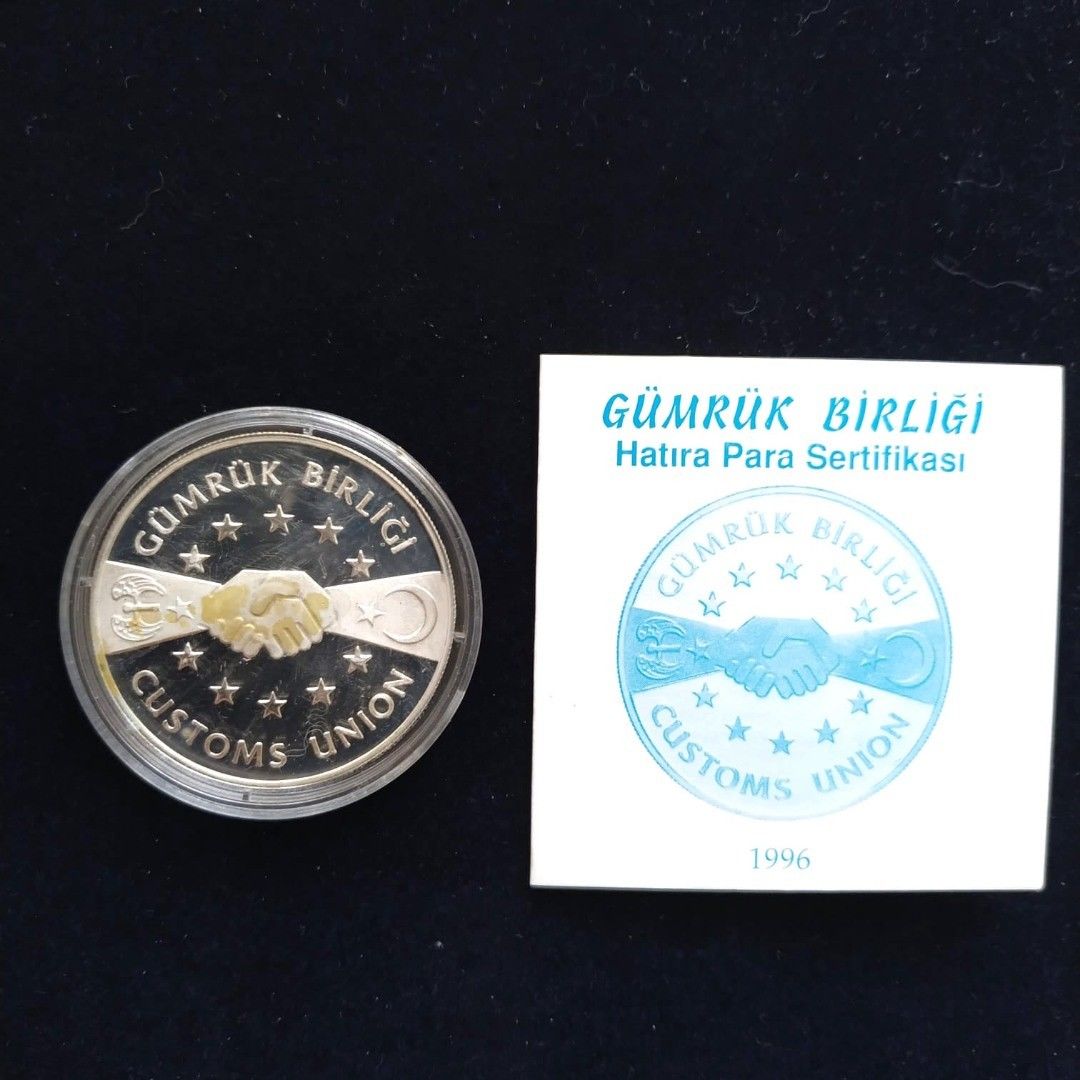 GÜMRÜK BİRLİĞİ
CUSTOMS UNION
GÜMRÜK BİRLİĞİ
Hatıra Para Sertifikası
GÜMRÜK BİRLİĞİ
CUSTOMS UNION
1996